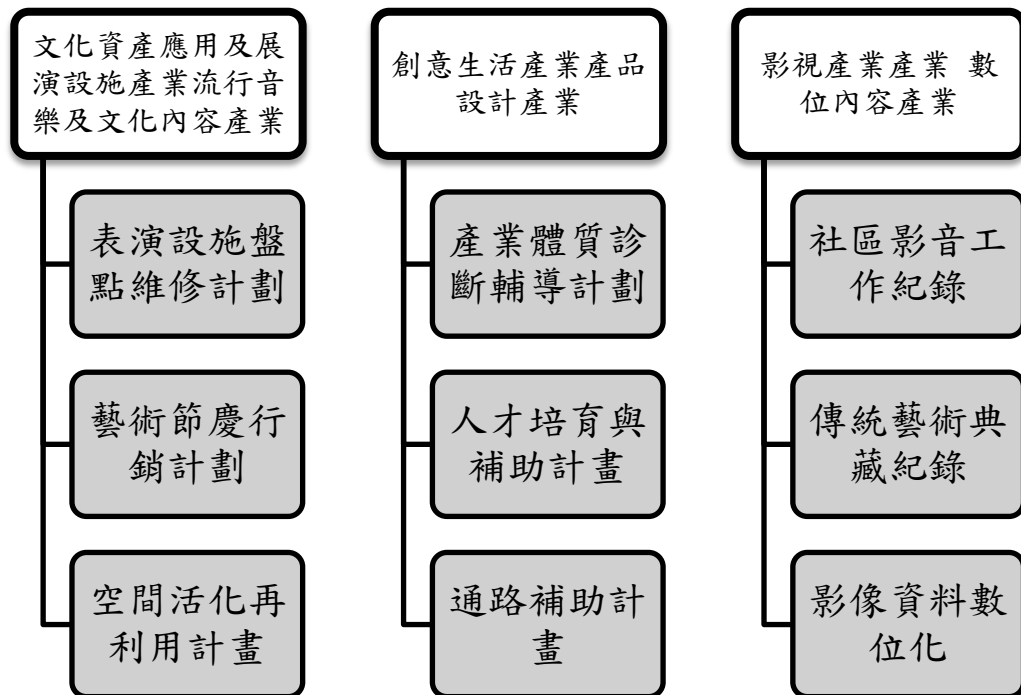 文化資產應用及展
演設施產業流行音
樂及文化內容產業
表演設施盤
點維修計劃
藝術節慶行
銷計劃
空間活化再
利用計畫
創意生活產業產品
設計產業
產業體質診
斷輔導計劃
人才培育與
補助計畫
通路補助計
畫
影視產業產業 數
位內容產業
社區影音工
作紀錄
傳統藝術典
藏紀錄
影像資料數
位化